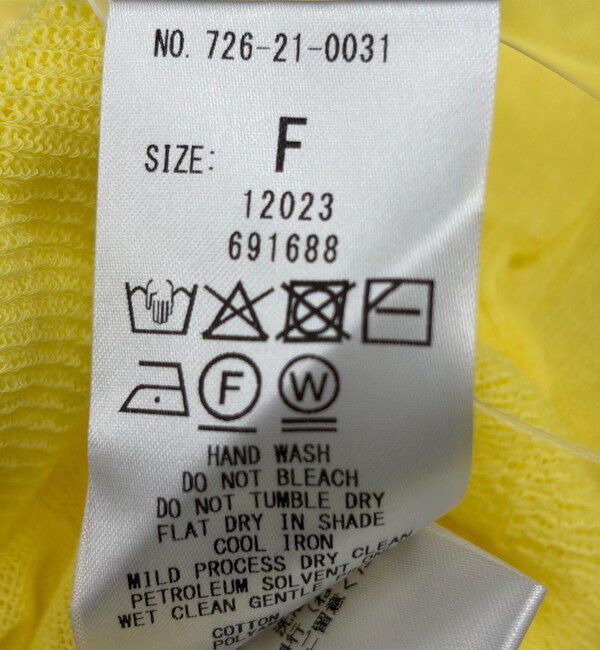 NO. 726-21-0031
SIZE: F
12023
691688
F
W
HAND WASH
DO NOT BLEACH
DO NOT TUMBLE DRY
FLAT DRY IN SHADE
COOL IRON
MILD PROCESS DRY CLEAN
PETROLEUM SOLVENT
WET CLEAN GENTLE
COTTON